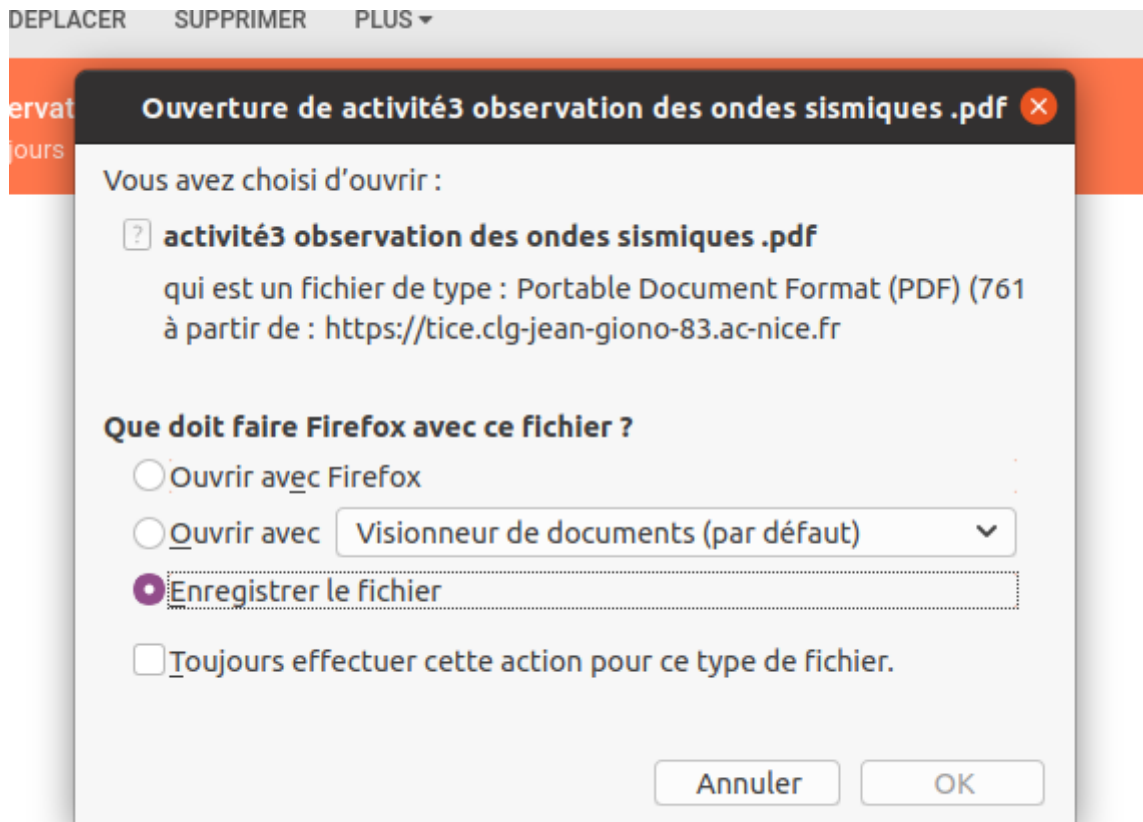 DEPLACER SUPPRIMER PLUS
ervat
jours
Ouverture de activité3 observation des ondes sismiques .pdf
Vous avez choisi d'ouvrir :
activité3 observation des ondes sismiques .pdf
qui est un fichier de type : Portable Document Format (PDF) (761
à partir de : https://tice.clg-jean-giono-83.ac-nice.fr
Que doit faire Firefox avec ce fichier ?
Ouvrir avec Firefox
Ouvrir avec Visionneur de documents (par défaut)
Enregistrer le fichier
Toujours effectuer cette action pour ce type de fichier.
Annuler OK